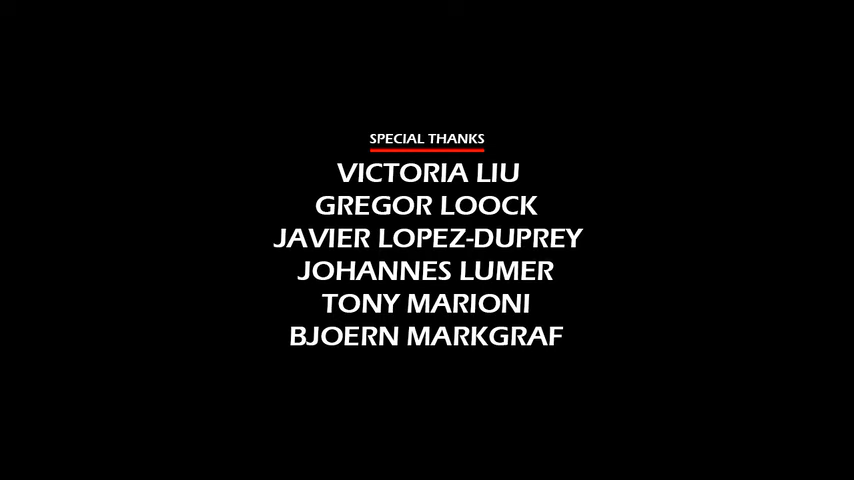 SPECIAL THANKS
VICTORIA LIU
GREGOR LOOCK
JAVIER LOPEZ-DUPREY
JOHANNES LUMER
TONY MARIONI
BJOERN MARKGRAF